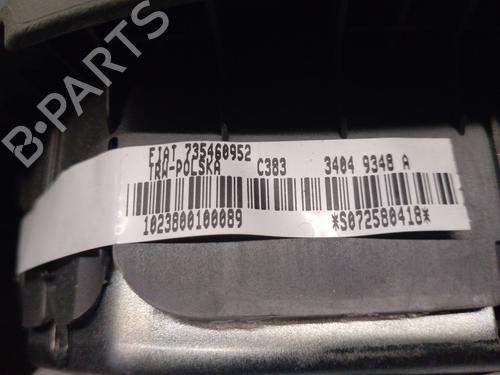 FIAT 735460952
TRW-POLSKA C383 3404 9348 A
1023800100089 *S072580418*
B-PARTS